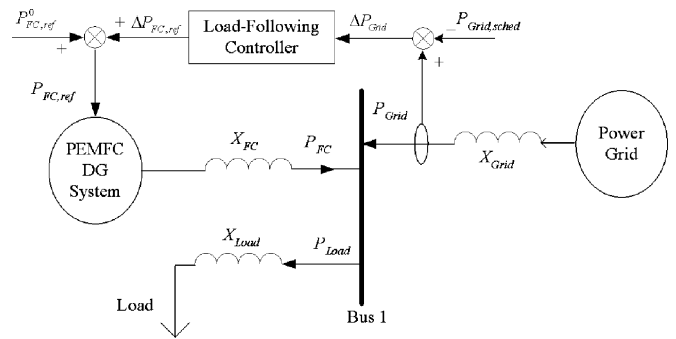 P⁰_FC,ref
+
+ ΔP_FC,ref
Load-Following
Controller
ΔP_Grid
− P_Grid,sched
+
P_FC,ref
PEMFC
DG
System
X_FC
P_FC
P_Grid
X_Grid
Power
Grid
X_Load
P_Load
Load
Bus 1